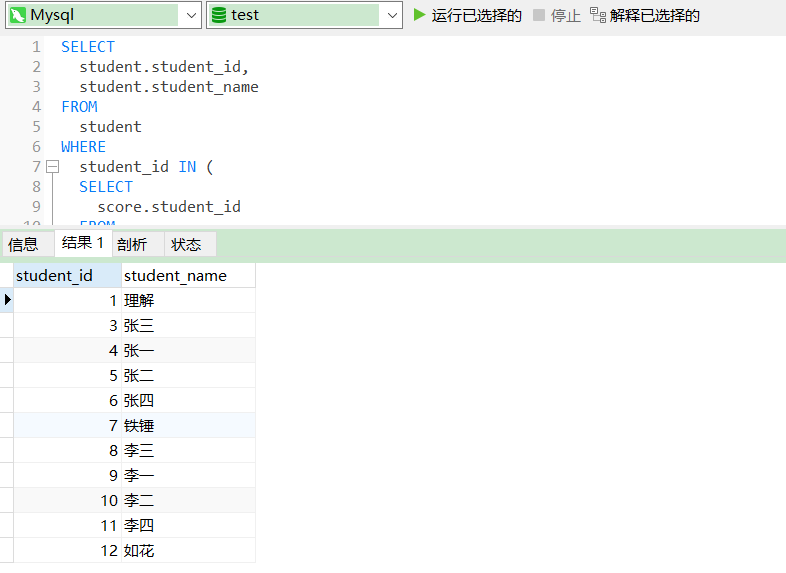 Mysql test 运行已选择的 停止 解释已选择的
1 SELECT
2 student.student_id,
3 student.student_name
4 FROM
5 student
6 WHERE
7 student_id IN (
8 SELECT
9 score.student_id
10 FROM
信息 结果 1 剖析 状态
student_id student_name
1 理解
3 张三
4 张一
5 张二
6 张四
7 铁锤
8 李三
9 李一
10 李二
11 李四
12 如花